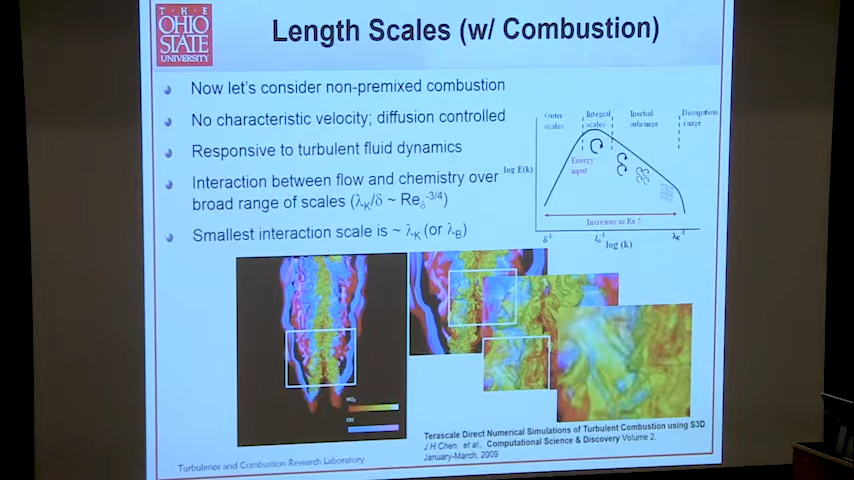 T · H · E
OHIO
STATE
UNIVERSITY
Length Scales (w/ Combustion)
Now let's consider non-premixed combustion
No characteristic velocity; diffusion controlled
Responsive to turbulent fluid dynamics
Interaction between flow and chemistry over
broad range of scales (λK/δ ~ Reδ-3/4)
Smallest interaction scale is ~ λK (or λB)
Outer
scales
Integral
scales
Inertial
subrange
Dissipation
range
log E(k)
Energy
input
Increases as Re
δ-1
log (k)
λK-1
HO2
OH
Terascale Direct Numerical Simulations of Turbulent Combustion using S3D
J H Chen, et al., Computational Science & Discovery Volume 2.
January-March, 2009
Turbulence and Combustion Research Laboratory